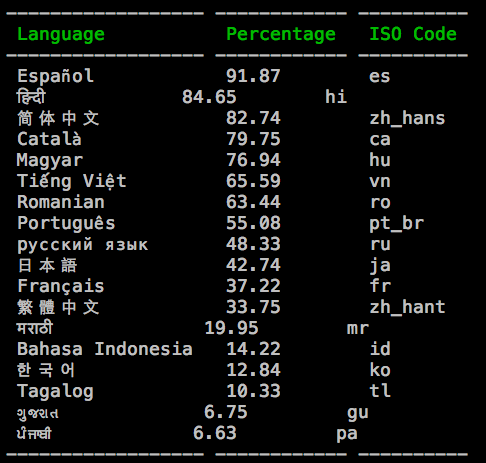 Language Percentage ISO Code
Español 91.87 es
हिन्दी 84.65 hi
简体中文 82.74 zh_hans
Català 79.75 ca
Magyar 76.94 hu
Tiếng Việt 65.59 vn
Romanian 63.44 ro
Português 55.08 pt_br
русский язык 48.33 ru
日本語 42.74 ja
Français 37.22 fr
繁體中文 33.75 zh_hant
मराठी 19.95 mr
Bahasa Indonesia 14.22 id
한국어 12.84 ko
Tagalog 10.33 tl
ગુજરાત 6.75 gu
ਪੰਜਾਬੀ 6.63 pa